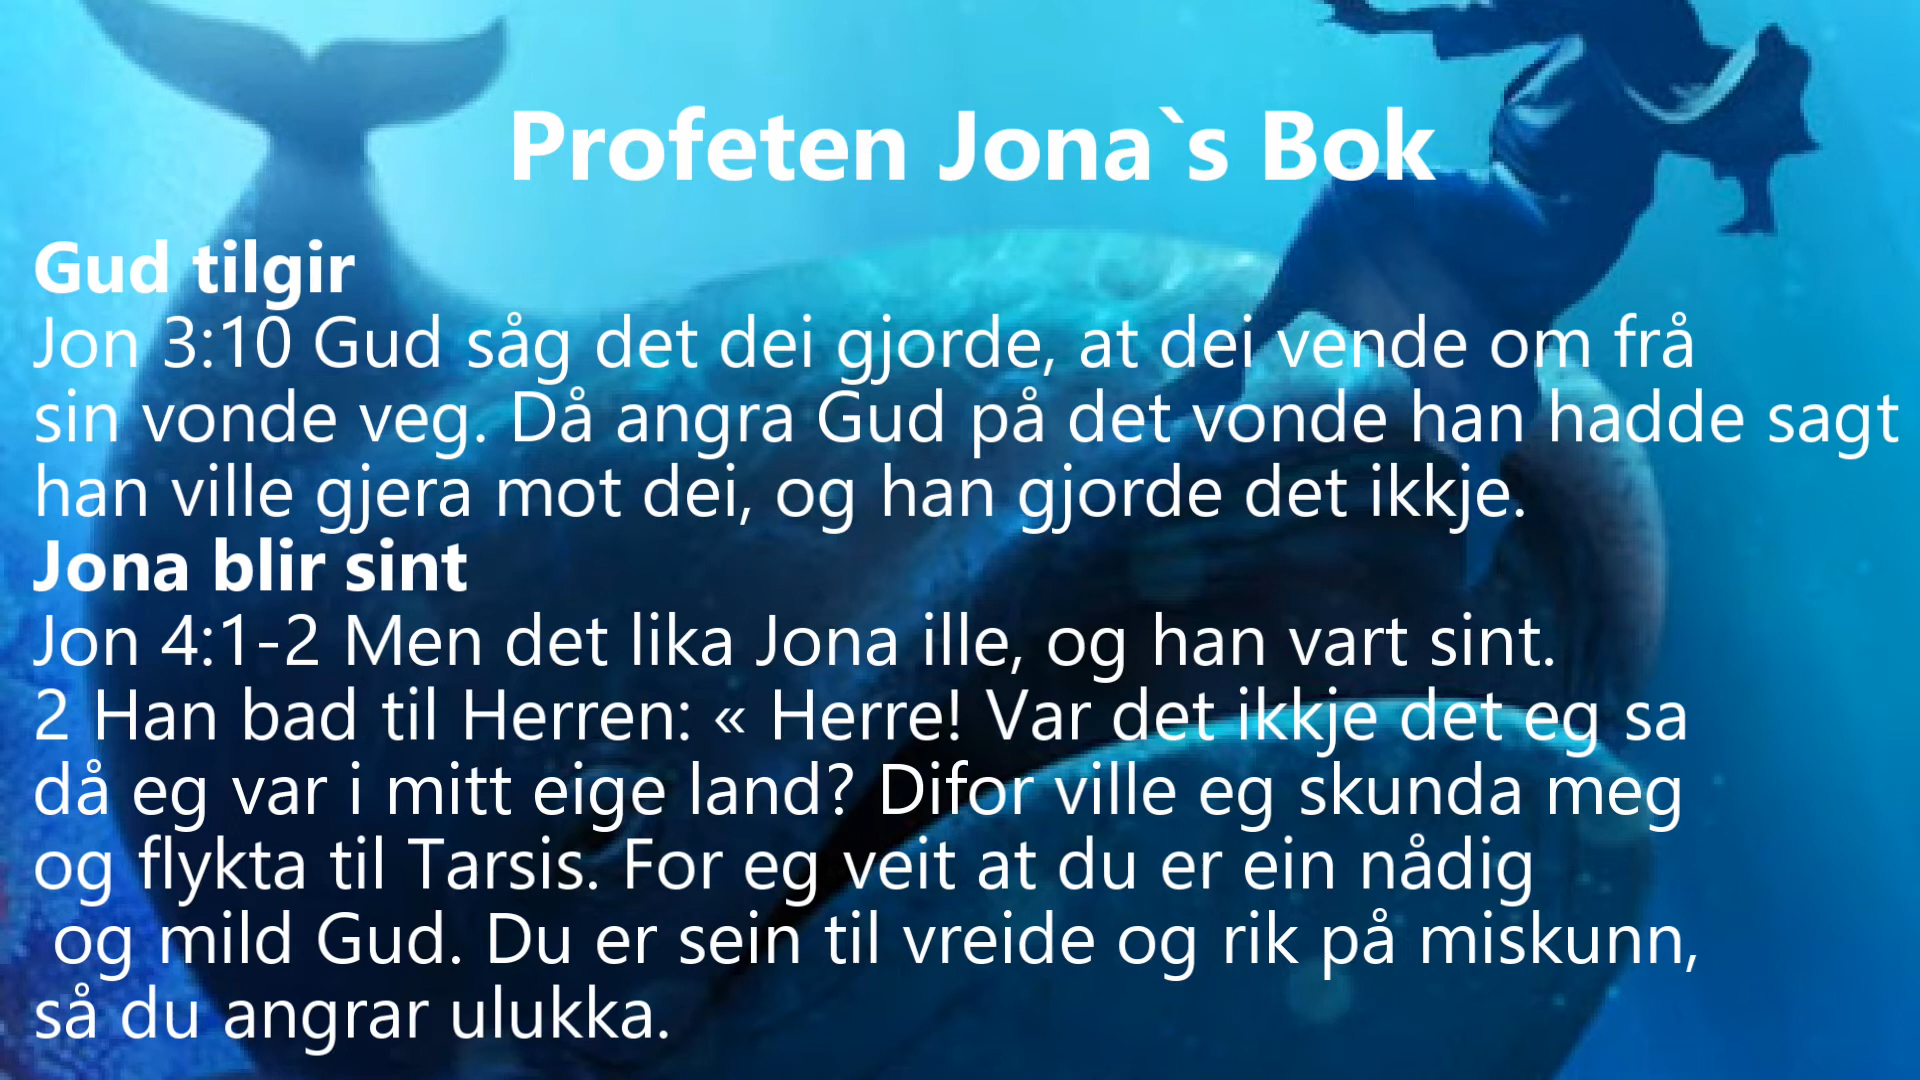 Profeten Jona`s Bok
Gud tilgir
Jon 3:10 Gud såg det dei gjorde, at dei vende om frå
sin vonde veg. Då angra Gud på det vonde han hadde sagt
han ville gjera mot dei, og han gjorde det ikkje.
Jona blir sint
Jon 4:1-2 Men det lika Jona ille, og han vart sint.
2 Han bad til Herren: « Herre! Var det ikkje det eg sa
då eg var i mitt eige land? Difor ville eg skunda meg
og flykta til Tarsis. For eg veit at du er ein nådig
og mild Gud. Du er sein til vreide og rik på miskunn,
så du angrar ulukka.